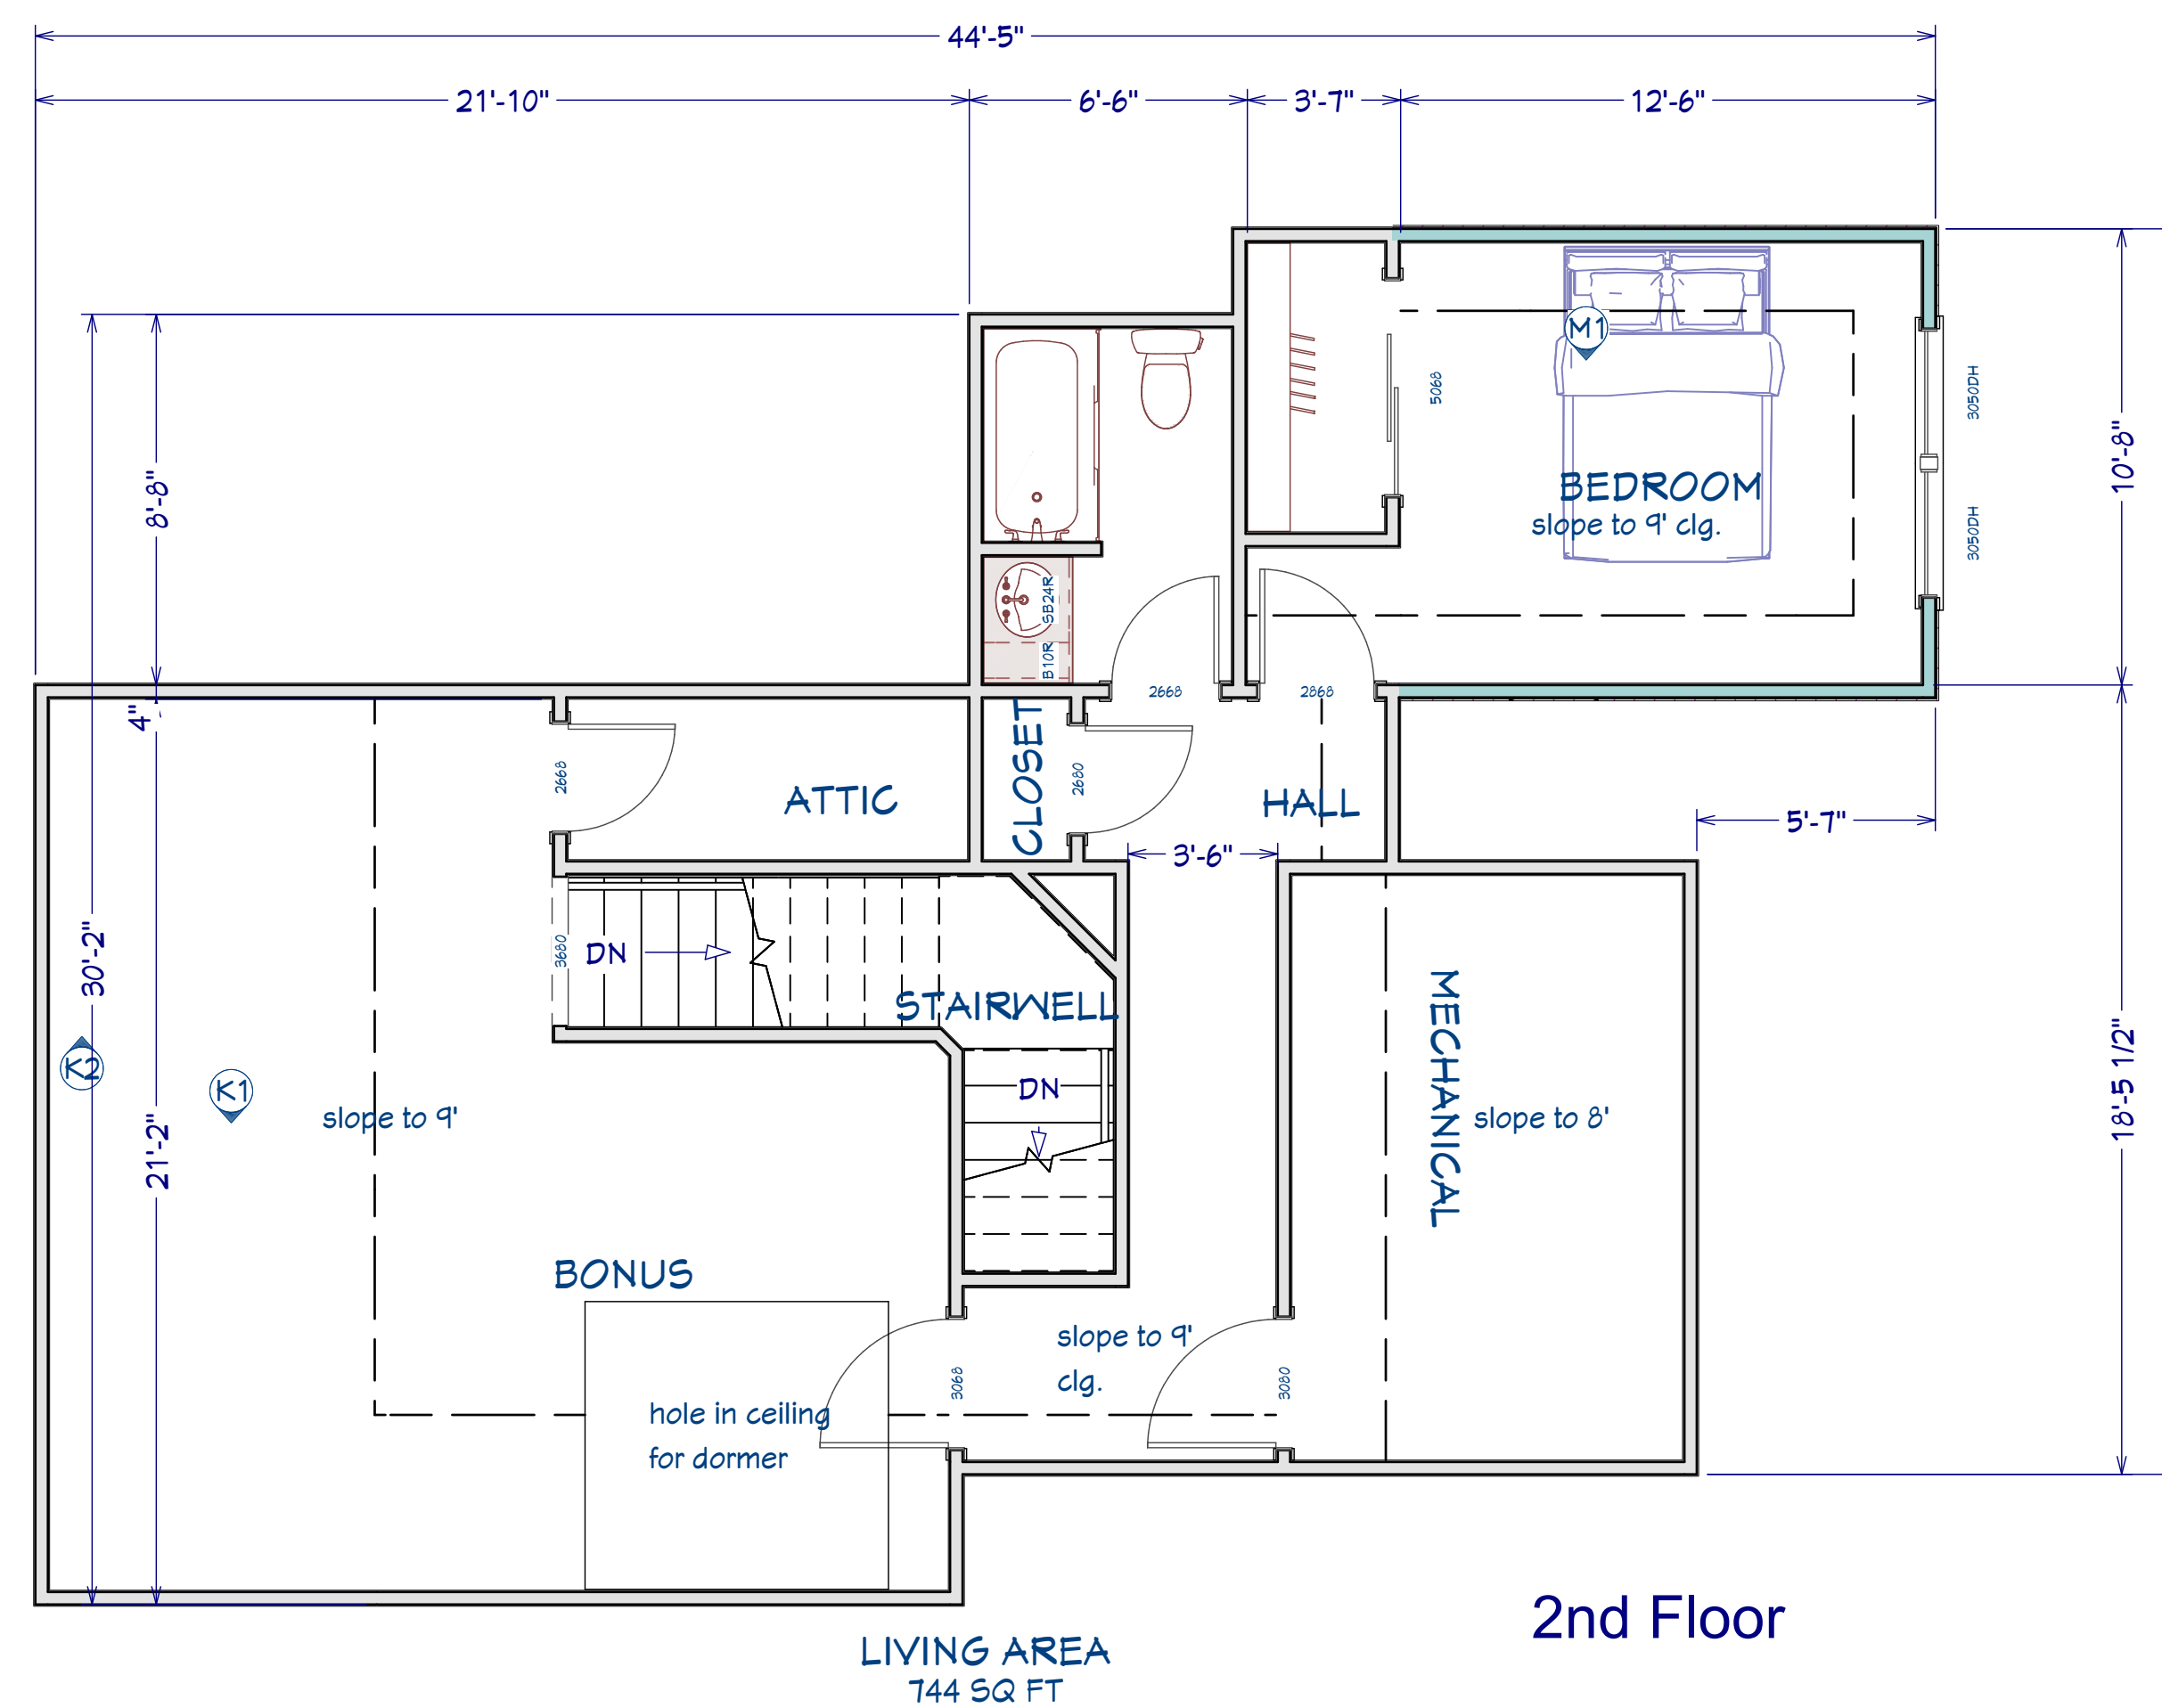 44'-5"
21'-10"
6'-6"
3'-7"
12'-6"
8'-8"
M1
5068
3050DH
10'-8"
BEDROOM
slope to 9' clg.
3050DH
SB24R
B10R
2668
2868
4"
2668
ATTIC
CLOSET
2680
HALL
5'-7"
3'-6"
30'-2"
3680
DN
STAIRWELL
MECHANICAL
K2
K1
slope to 9'
21'-2"
DN
slope to 8'
18'-5 1/2"
BONUS
slope to 9'
clg.
3068
3080
hole in ceiling
for dormer
2nd Floor
LIVING AREA
744 SQ FT